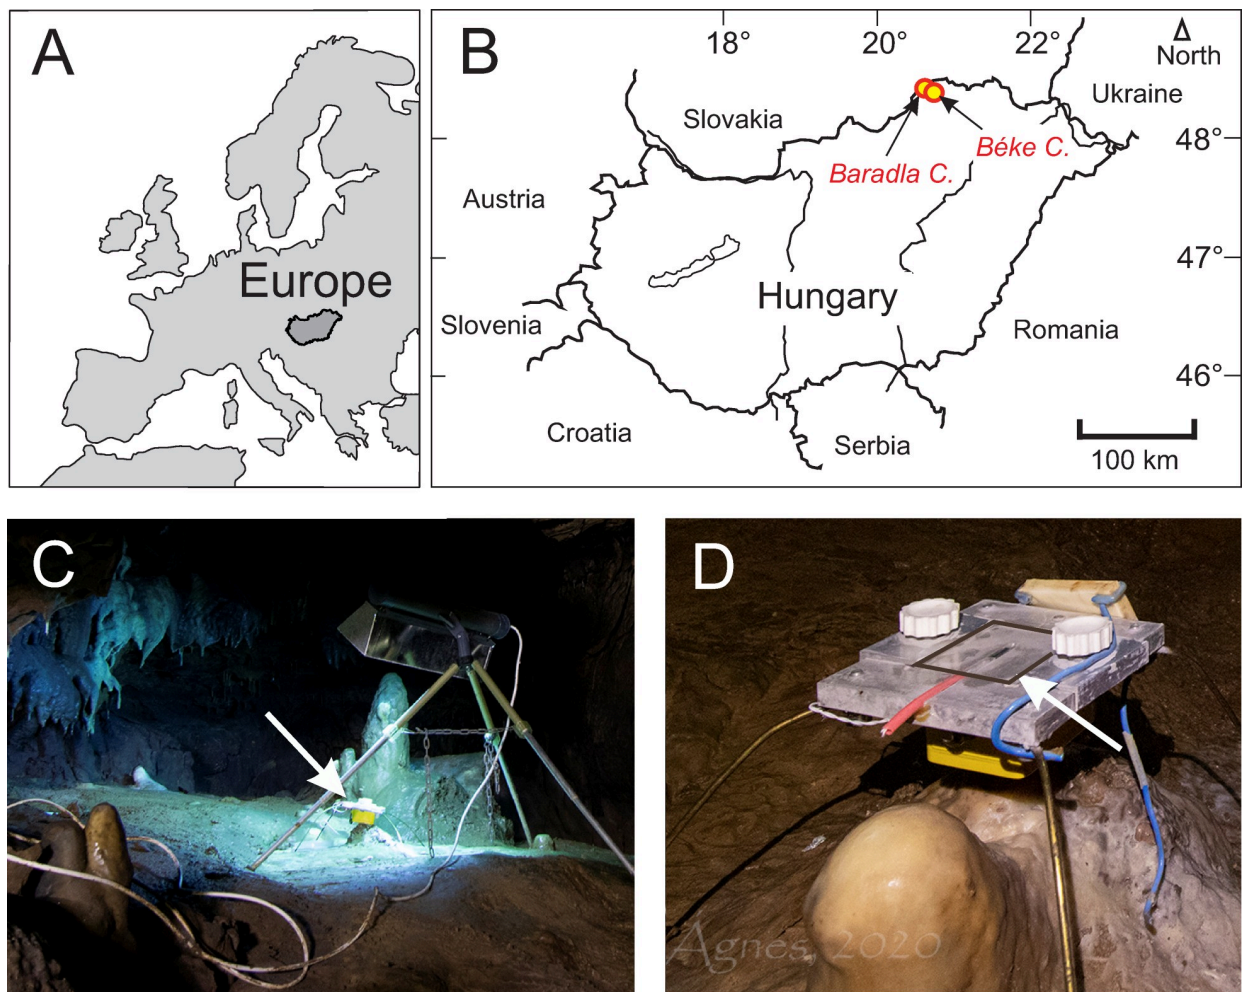 A
Europe
B
18°
20°
22°
North
Slovakia
Ukraine
48°
Béke C.
Baradla C.
Austria
47°
Hungary
Slovenia
Romania
46°
Croatia
Serbia
100 km
C
D
Agnes, 2020